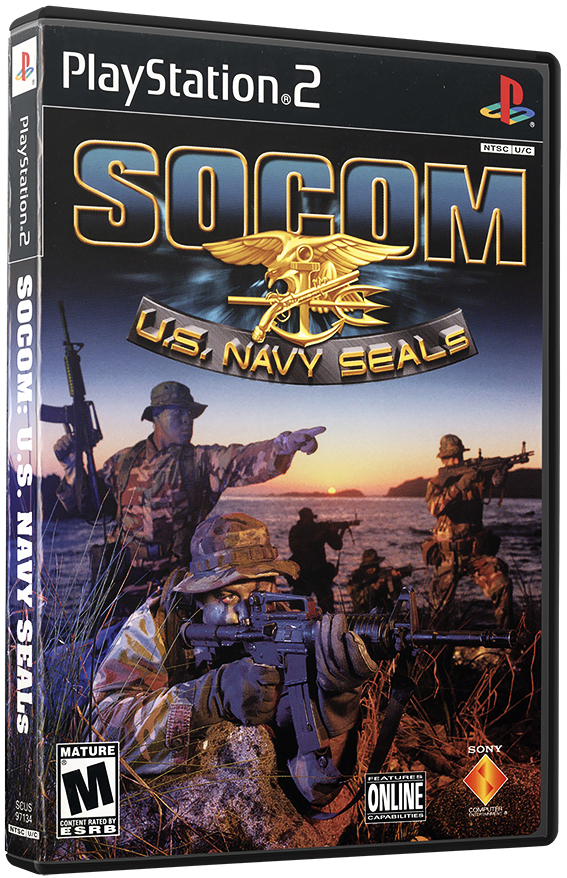 PlayStation®2
NTSC U/C
SOCOM
U.S. NAVY SEALS
PlayStation®2
SOCOM: U.S. NAVY SEALs
SCUS
97134
NTSC U/C
MATURE
M
CONTENT RATED BY
ESRB
FEATURES
ONLINE
CAPABILITIES
SONY
COMPUTER
ENTERTAINMENT®